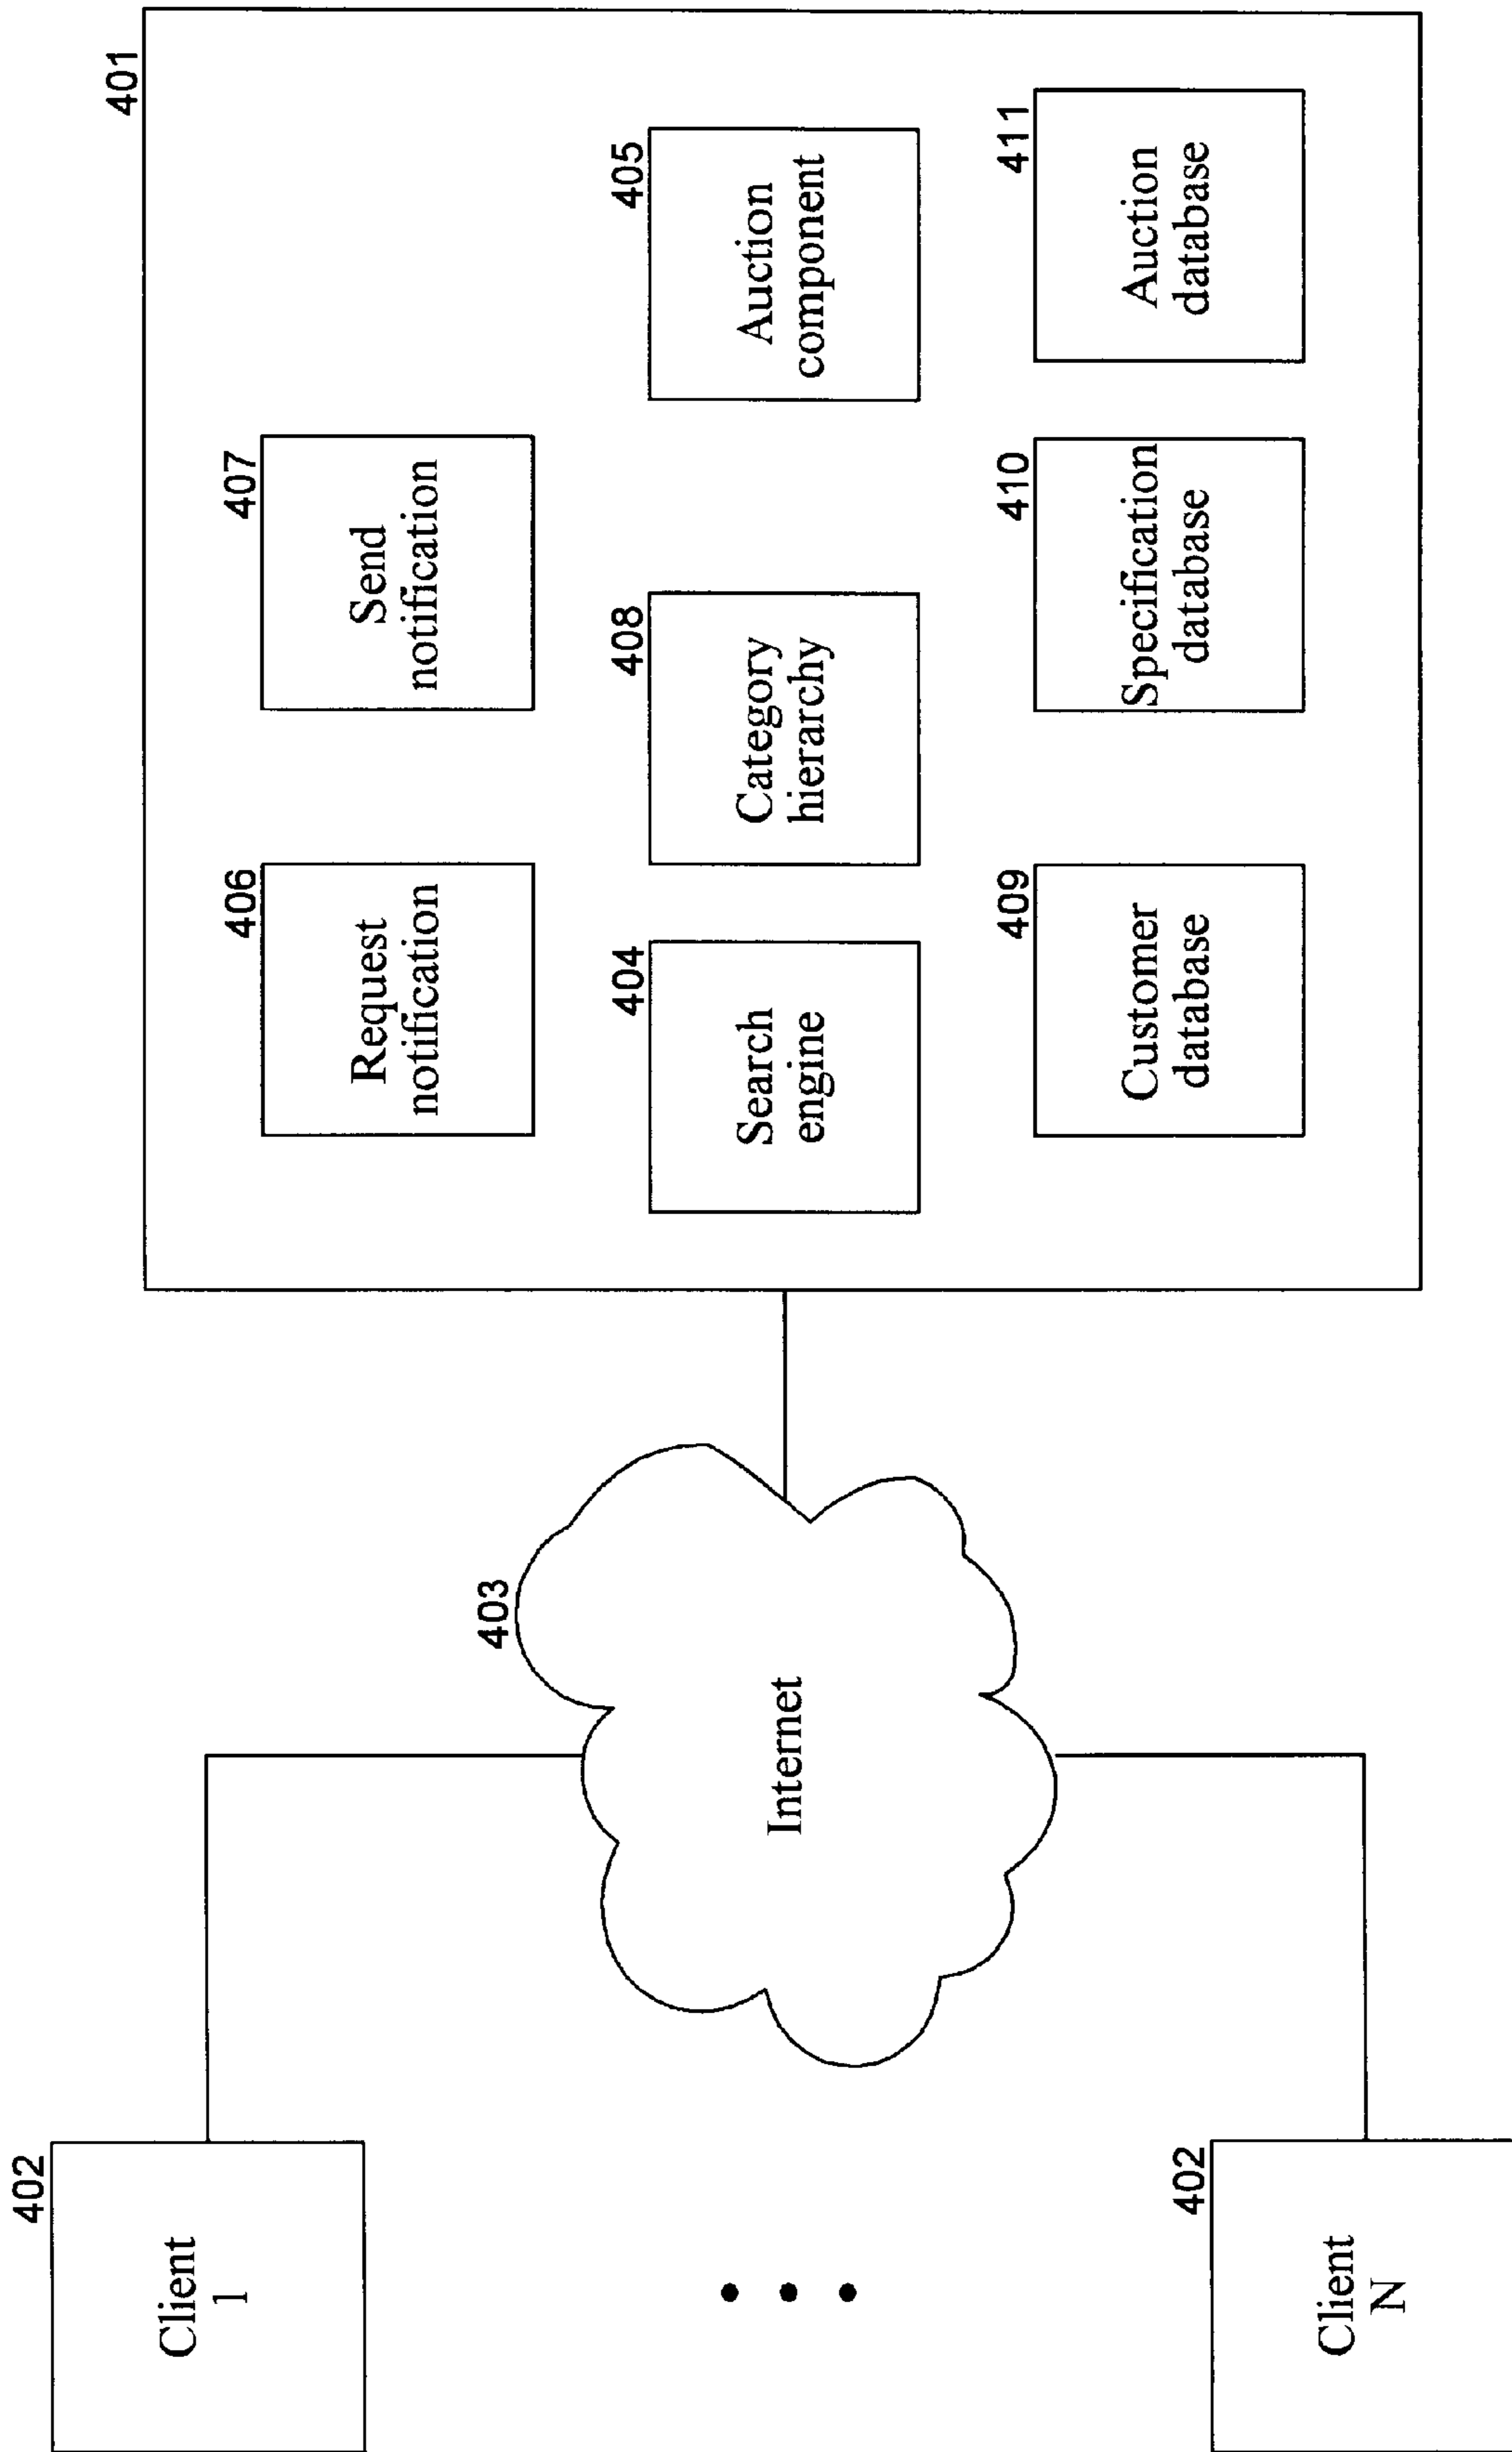 402
Client
1
402
Client
N
403
Internet
401
406
Request
notification
407
Send
notification
404
Search
engine
408
Category
hierarchy
405
Auction
component
409
Customer
database
410
Specification
database
411
Auction
database